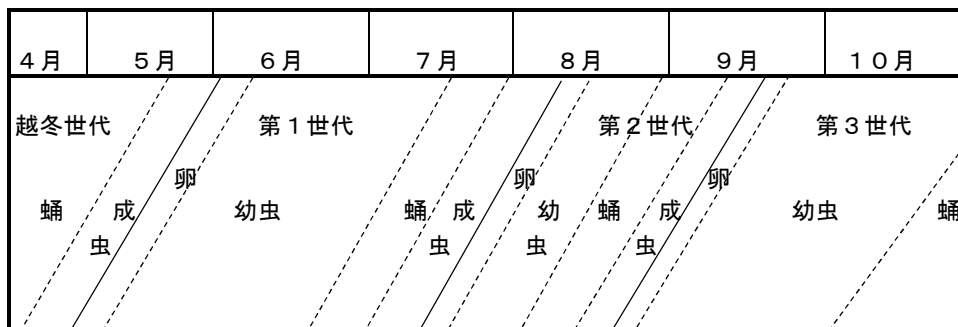 4月 5月 6月 7月 8月 9月 10月
越冬世代 第1世代 第2世代 第3世代
卵 卵 卵
蛹 成虫 幼虫 蛹 成虫 幼虫 蛹 成虫 幼虫 蛹